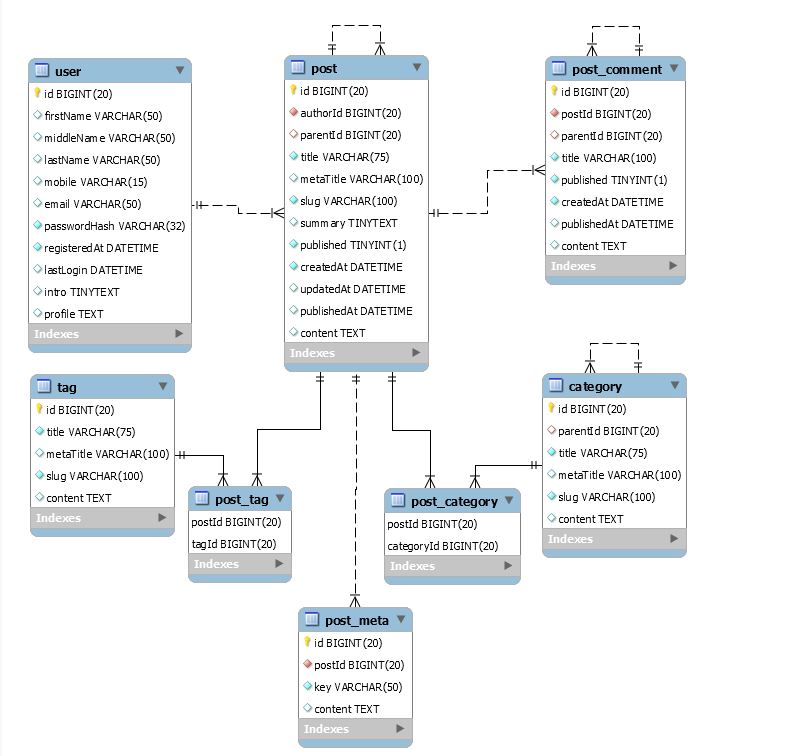 user
id BIGINT(20)
firstName VARCHAR(50)
middleName VARCHAR(50)
lastName VARCHAR(50)
mobile VARCHAR(15)
email VARCHAR(50)
passwordHash VARCHAR(32)
registeredAt DATETIME
lastLogin DATETIME
intro TINYTEXT
profile TEXT
Indexes
post
id BIGINT(20)
authorId BIGINT(20)
parentId BIGINT(20)
title VARCHAR(75)
metaTitle VARCHAR(100)
slug VARCHAR(100)
summary TINYTEXT
published TINYINT(1)
createdAt DATETIME
updatedAt DATETIME
publishedAt DATETIME
content TEXT
Indexes
post_comment
id BIGINT(20)
postId BIGINT(20)
parentId BIGINT(20)
title VARCHAR(100)
published TINYINT(1)
createdAt DATETIME
publishedAt DATETIME
content TEXT
Indexes
tag
id BIGINT(20)
title VARCHAR(75)
metaTitle VARCHAR(100)
slug VARCHAR(100)
content TEXT
Indexes
post_tag
postId BIGINT(20)
tagId BIGINT(20)
Indexes
post_category
postId BIGINT(20)
categoryId BIGINT(20)
Indexes
category
id BIGINT(20)
parentId BIGINT(20)
title VARCHAR(75)
metaTitle VARCHAR(100)
slug VARCHAR(100)
content TEXT
Indexes
post_meta
id BIGINT(20)
postId BIGINT(20)
key VARCHAR(50)
content TEXT
Indexes